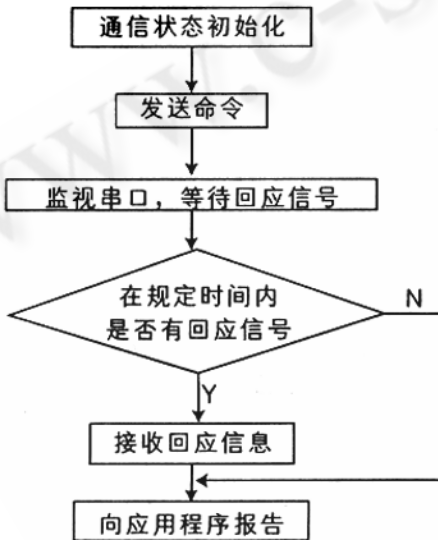 通信状态初始化
发送命令
监视串口，等待回应信号
在规定时间内
是否有回应信号
N
Y
接收回应信息
向应用程序报告